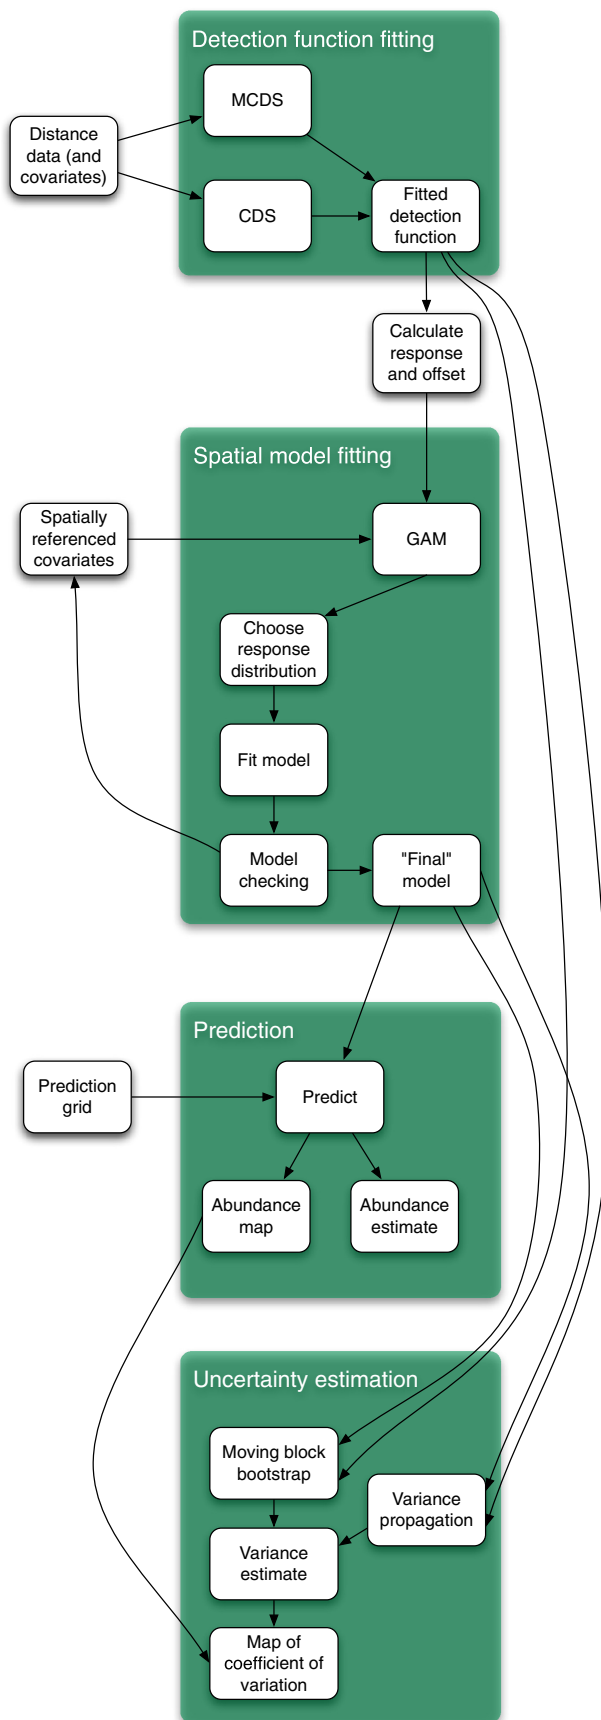 Detection function fitting
MCDS
Distance
data (and
covariates)
CDS
Fitted
detection
function
Calculate
response
and offset
Spatial model fitting
Spatially
referenced
covariates
GAM
Choose
response
distribution
Fit model
Model
checking
"Final"
model
Prediction
Prediction
grid
Predict
Abundance
map
Abundance
estimate
Uncertainty estimation
Moving block
bootstrap
Variance
propagation
Variance
estimate
Map of
coefficient of
variation